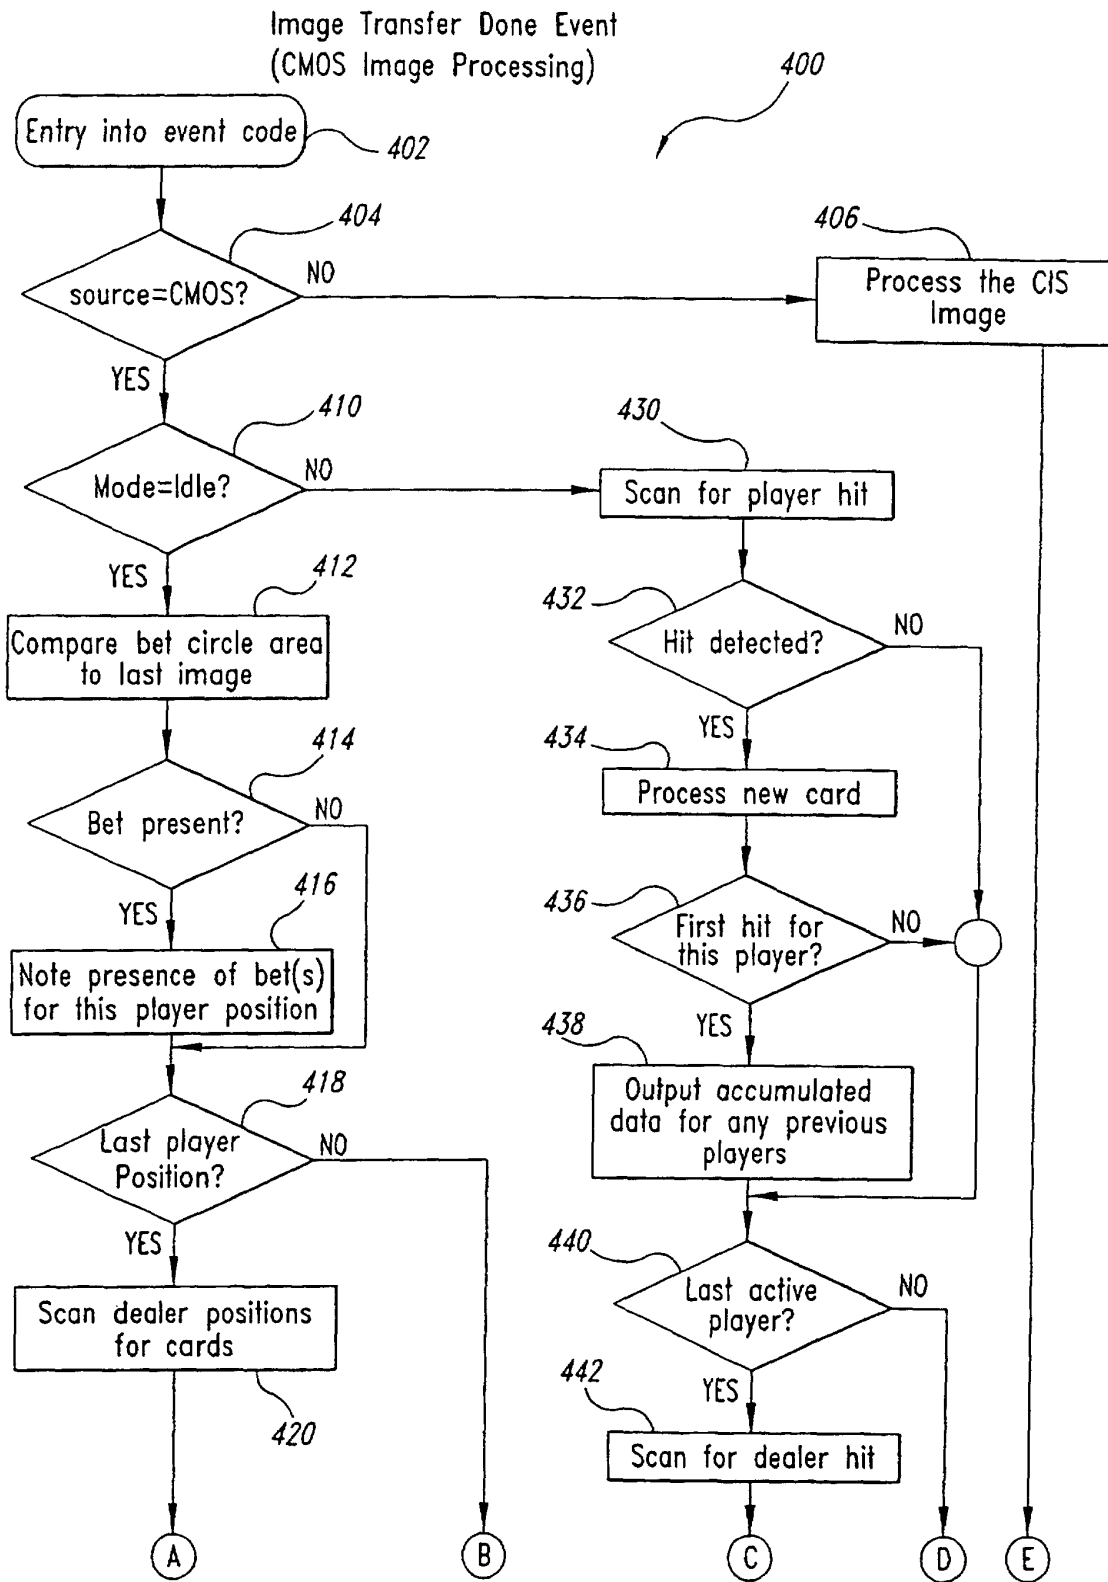 Image Transfer Done Event
(CMOS Image Processing)
400
Entry into event code
402
404
source=CMOS?
NO
YES
406
Process the CIS
Image
410
Mode=Idle?
NO
YES
430
Scan for player hit
412
Compare bet circle area
to last image
432
Hit detected?
NO
YES
414
Bet present?
NO
YES
434
Process new card
416
Note presence of bet(s)
for this player position
436
First hit for
this player?
NO
YES
438
Output accumulated
data for any previous
players
418
Last player
Position?
NO
YES
440
Last active
player?
NO
YES
Scan dealer positions
for cards
420
442
Scan for dealer hit
A
B
C
D
E